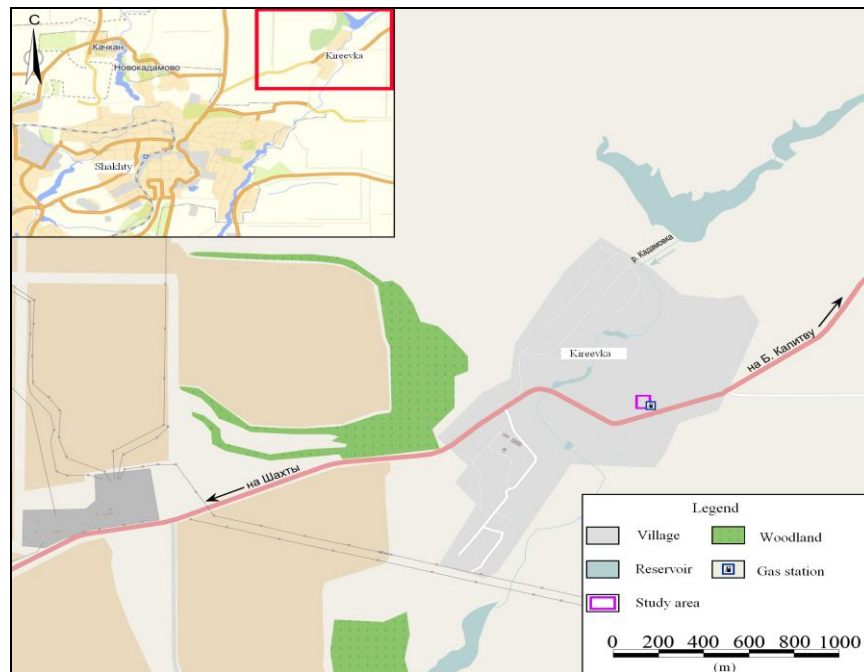 С
Качкан
Новокадамово
Kireevka
Shakhty
р. Кадамовка
Kireevka
на Б. Калитву
на Шахты
Legend
Village
Woodland
Reservoir
Gas station
Study area
0 200 400 600 800 1000
(m)